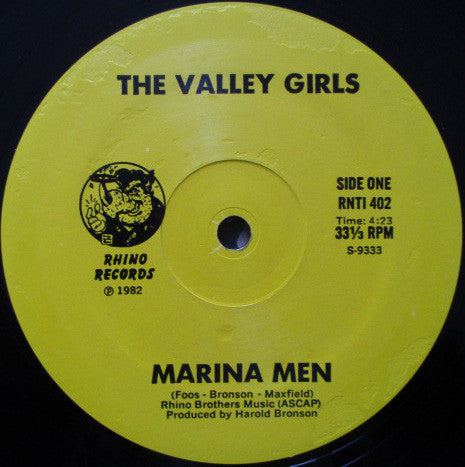 THE VALLEY GIRLS
SIDE ONE
RNTI 402
Time: 4:23
33⅓ RPM
S-9333
RHINO
RECORDS
℗ 1982
MARINA MEN
(Foos - Bronson - Maxfield)
Rhino Brothers Music (ASCAP)
Produced by Harold Bronson